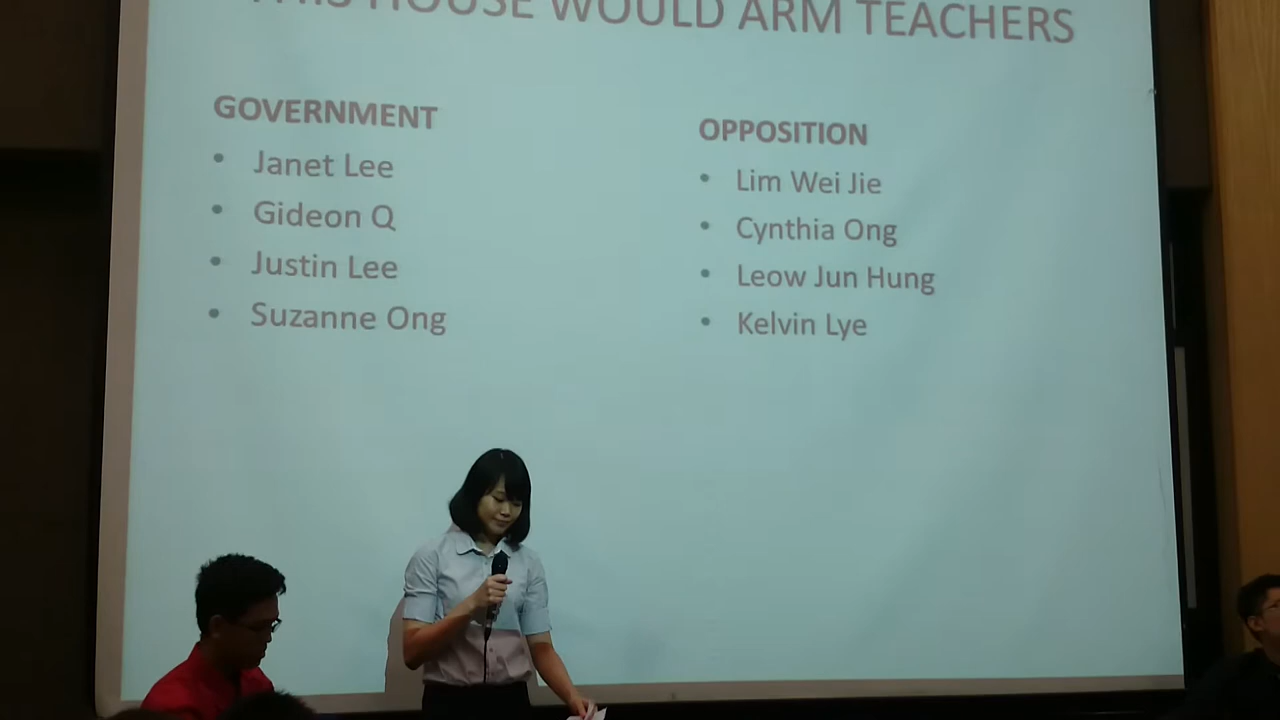 THIS HOUSE WOULD ARM TEACHERS
GOVERNMENT
• Janet Lee
• Gideon Q
• Justin Lee
• Suzanne Ong
OPPOSITION
• Lim Wei Jie
• Cynthia Ong
• Leow Jun Hung
• Kelvin Lye